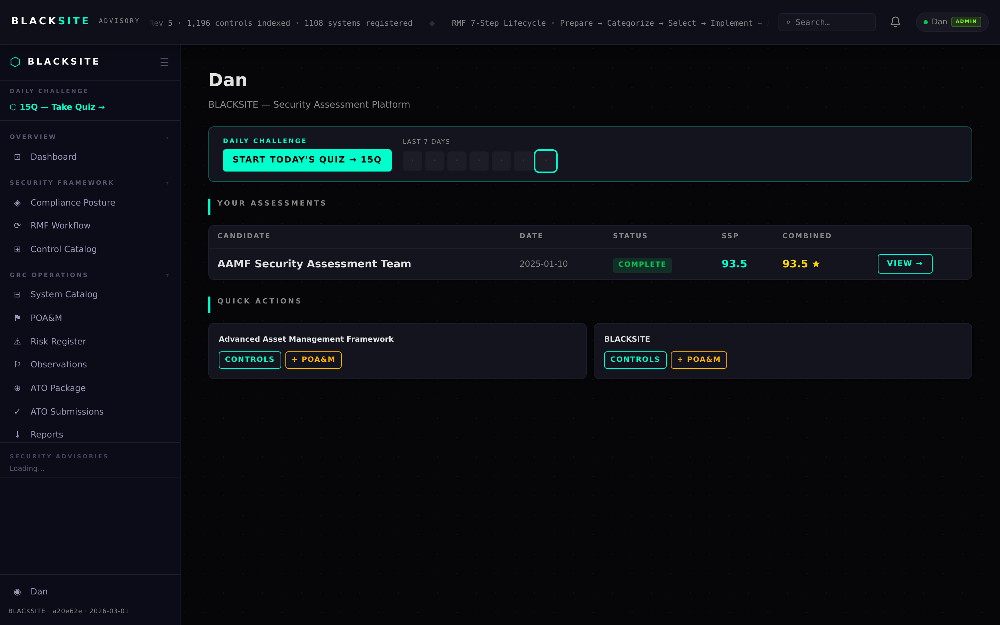 BLACKSITE ADVISORY Rev 5 · 1,196 controls indexed · 1108 systems registered ◆ RMF 7-Step Lifecycle · Prepare → Categorize → Select → Implement → Search… Dan ADMIN
BLACKSITE
DAILY CHALLENGE
15Q — Take Quiz →
OVERVIEW
Dashboard
SECURITY FRAMEWORK
Compliance Posture
RMF Workflow
Control Catalog
GRC OPERATIONS
System Catalog
POA&M
Risk Register
Observations
ATO Package
ATO Submissions
Reports
SECURITY ADVISORIES
Loading…
Dan
BLACKSITE · a20e62e · 2026-03-01
Dan
BLACKSITE — Security Assessment Platform
DAILY CHALLENGE LAST 7 DAYS
START TODAY'S QUIZ → 15Q
YOUR ASSESSMENTS
CANDIDATE DATE STATUS SSP COMBINED
AAMF Security Assessment Team 2025-01-10 COMPLETE 93.5 93.5 ★ VIEW →
QUICK ACTIONS
Advanced Asset Management Framework
CONTROLS + POA&M
BLACKSITE
CONTROLS + POA&M